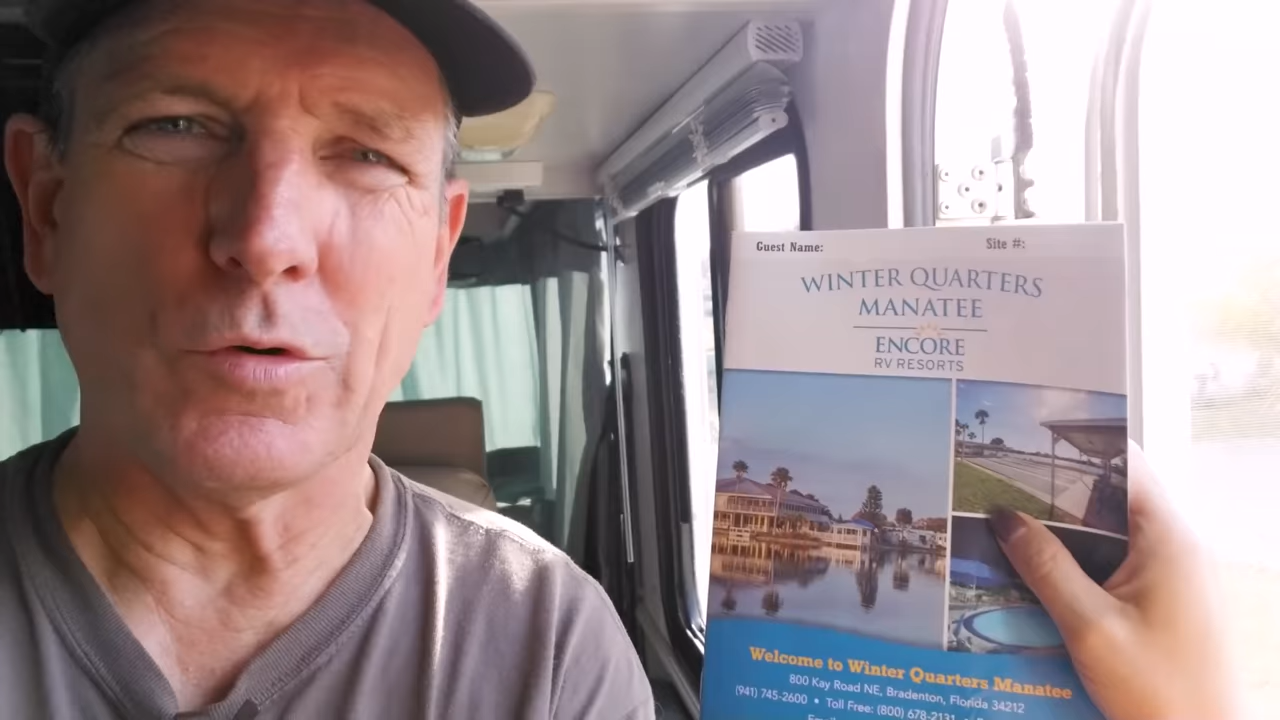 Guest Name: Site #:
WINTER QUARTERS
MANATEE
ENCORE
RV RESORTS
Welcome to Winter Quarters Manatee
800 Kay Road NE, Bradenton, Florida 34212
(941) 745-2600 • Toll Free: (800) 678-2131